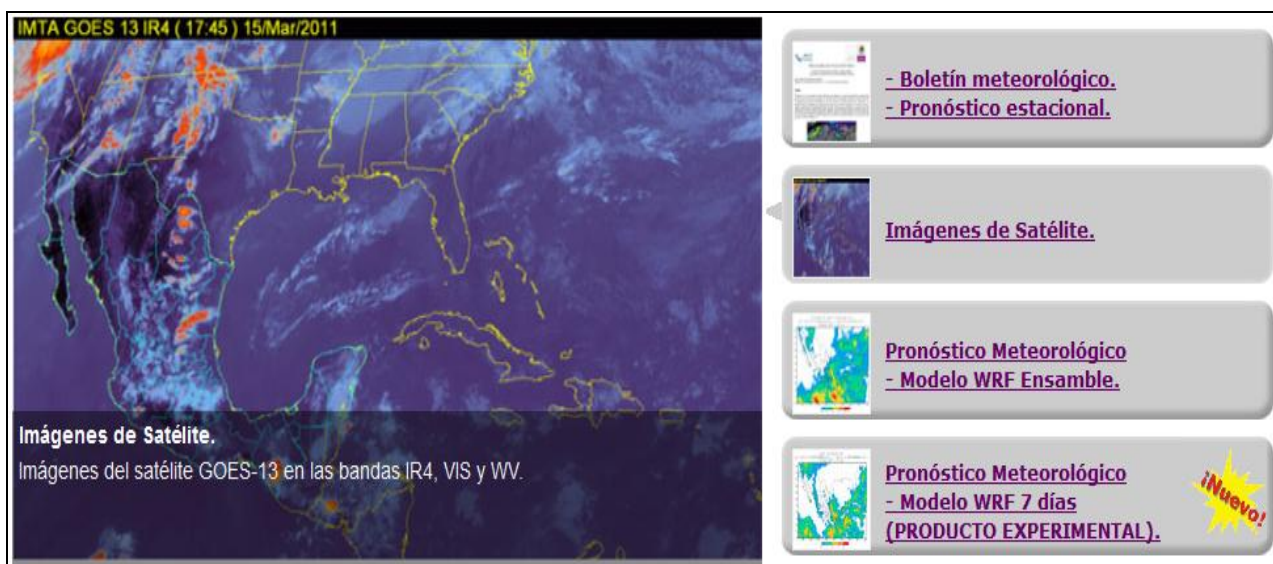 IMTA GOES 13 IR4 ( 17:45 ) 15/Mar/2011
Imágenes de Satélite.
Imágenes del satélite GOES-13 en las bandas IR4, VIS y WV.
- Boletín meteorológico.
- Pronóstico estacional.
Imágenes de Satélite.
Pronóstico Meteorológico
- Modelo WRF Ensamble.
Pronóstico Meteorológico
- Modelo WRF 7 días
(PRODUCTO EXPERIMENTAL).
¡Nuevo!